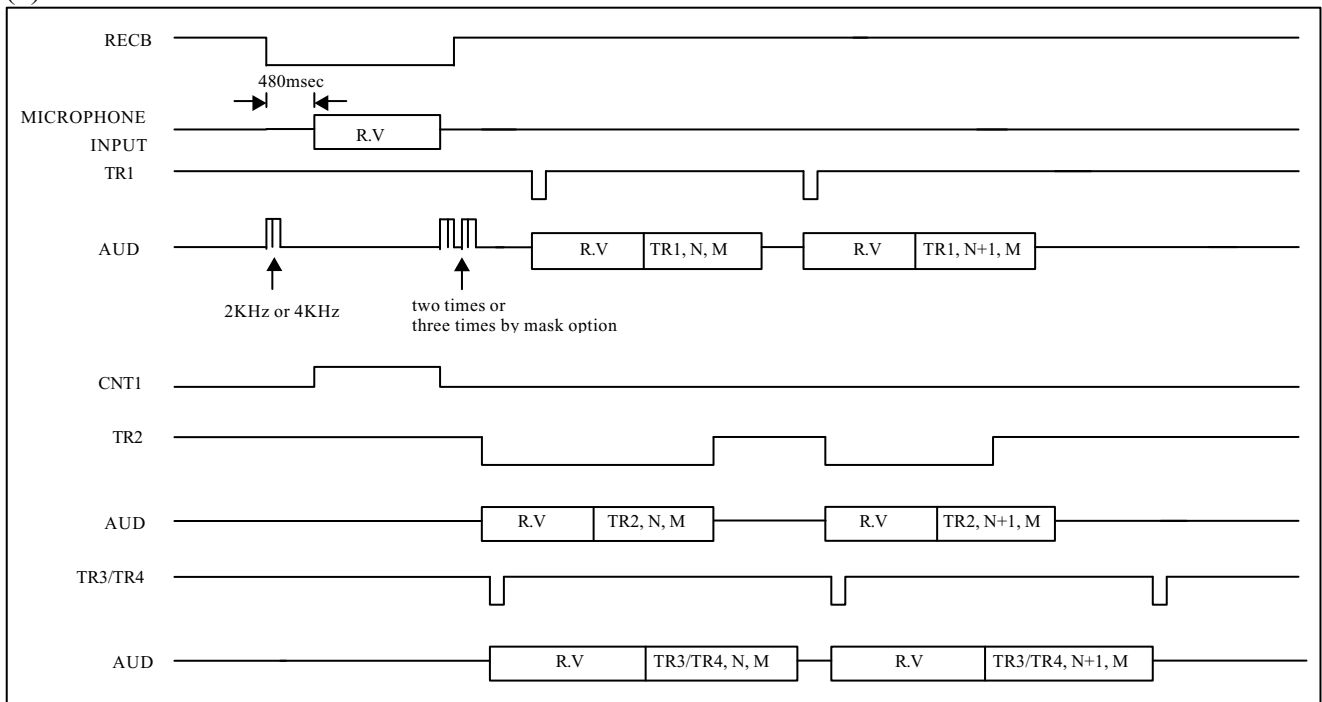 RECB
480msec
MICROPHONE
INPUT
R.V
TR1
AUD
R.V
TR1, N, M
R.V
TR1, N+1, M
2KHz or 4KHz
two times or
three times by mask option
CNT1
TR2
AUD
R.V
TR2, N, M
R.V
TR2, N+1, M
TR3/TR4
AUD
R.V
TR3/TR4, N, M
R.V
TR3/TR4, N+1, M